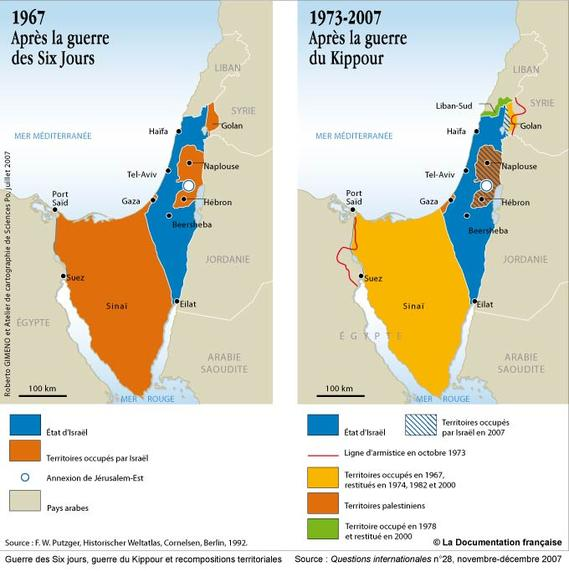 1967
Après la guerre
des Six Jours
LIBAN
SYRIE
Golan
MER MÉDITERRANÉE
Haïfa
Naplouse
Tel-Aviv
Gaza
Hébron
Port
Saïd
Beersheba
JORDANIE
Suez
Sinaï
Eilat
ÉGYPTE
ARABIE
SAOUDITE
100 km
MER ROUGE
Roberto GIMENO et Atelier de cartographie de Sciences Po, juillet 2007
État d'Israël
Territoires occupés par Israël
Annexion de Jérusalem-Est
Pays arabes
Source : F. W. Putzger, Historischer Weltatlas, Cornelsen, Berlin, 1992.
1973-2007
Après la guerre
du Kippour
LIBAN
Liban-Sud
SYRIE
Golan
MER MÉDITERRANÉE
Haïfa
Naplouse
Tel-Aviv
Gaza
Hébron
Port
Saïd
Beersheba
JORDANIE
Suez
Sinaï
Eilat
ÉGYPTE
ARABIE
SAOUDITE
100 km
MER ROUGE
État d'Israël
Territoires occupés
par Israël en 2007
Ligne d'armistice en octobre 1973
Territoires occupés en 1967,
restitués en 1974, 1982 et 2000
Territoires palestiniens
Territoire occupé en 1978
et restitué en 2000
© La Documentation française
Guerre des Six jours, guerre du Kippour et recompositions territoriales
Source : Questions internationales n°28, novembre-décembre 2007